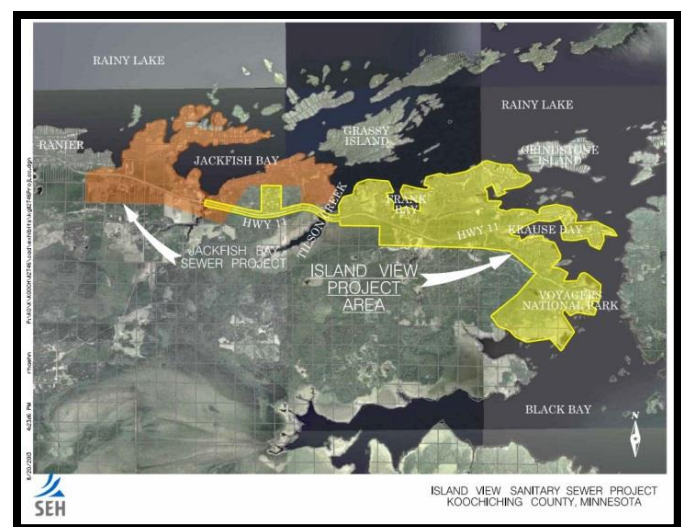 RAINY LAKE
RAINY LAKE
GRASSY
ISLAND
GRINDSTONE
ISLAND
RANIER
JACKFISH BAY
FRANK
BAY
HWY 11
TILSON CREEK
HWY 11
KRAUSE BAY
JACKFISH BAY
SEWER PROJECT
ISLAND VIEW
PROJECT
AREA
VOYAGERS
NATIONAL PARK
BLACK BAY
N
SEH
ISLAND VIEW SANITARY SEWER PROJECT
KOOCHICHING COUNTY, MINNESOTA